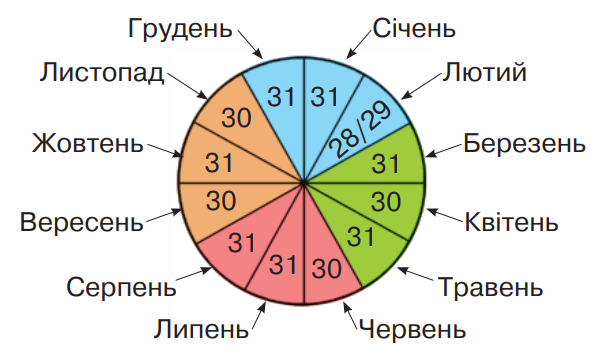 Грудень
Січень
Листопад
Лютий
31
31
30
28/29
Жовтень
Березень
31
31
30
30
Вересень
Квітень
31
31
31
30
Серпень
Травень
Липень
Червень